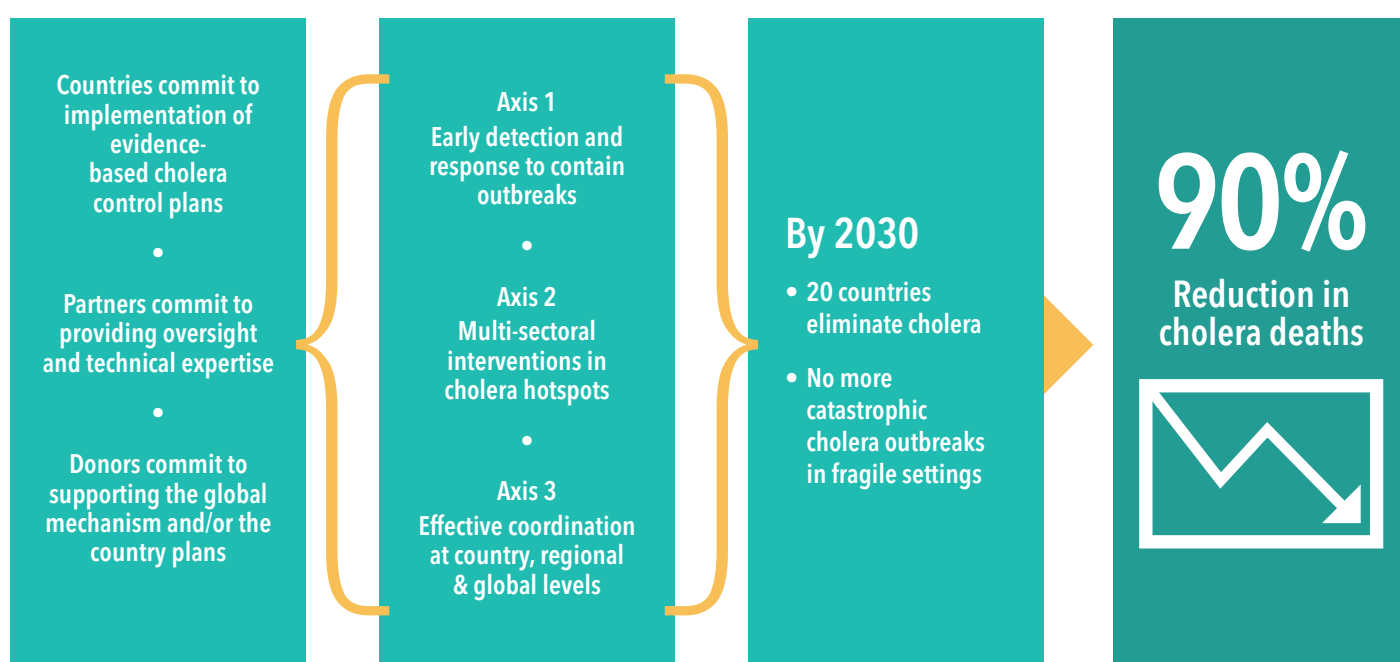 Countries commit to
implementation of
evidence-
based cholera
control plans
•
Partners commit to
providing oversight
and technical expertise
•
Donors commit to
supporting the global
mechanism and/or the
country plans
Axis 1
Early detection and
response to contain
outbreaks
•
Axis 2
Multi-sectoral
interventions in
cholera hotspots
•
Axis 3
Effective coordination
at country, regional
& global levels
By 2030
• 20 countries
eliminate cholera
• No more
catastrophic
cholera outbreaks
in fragile settings
90%
Reduction in
cholera deaths